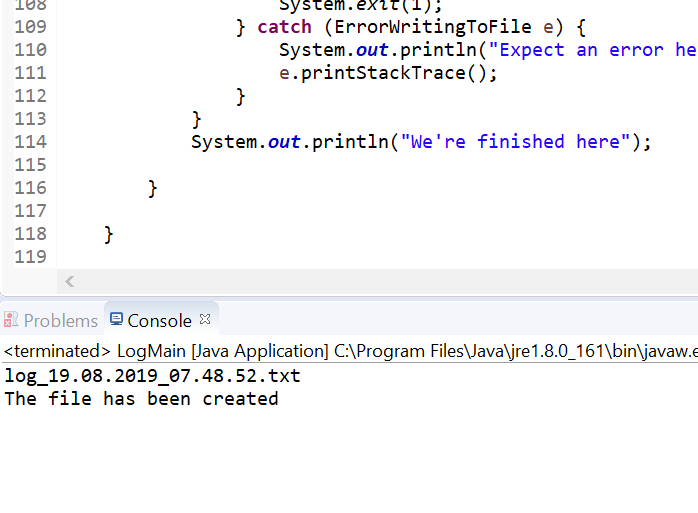 108 System.exit(1);
109 } catch (ErrorWritingToFile e) {
110 System.out.println("Expect an error he
111 e.printStackTrace();
112 }
113 }
114 System.out.println("We're finished here");
115
116 }
117
118 }
119
Problems Console
<terminated> LogMain [Java Application] C:\Program Files\Java\jre1.8.0_161\bin\javaw.e
log_19.08.2019_07.48.52.txt
The file has been created